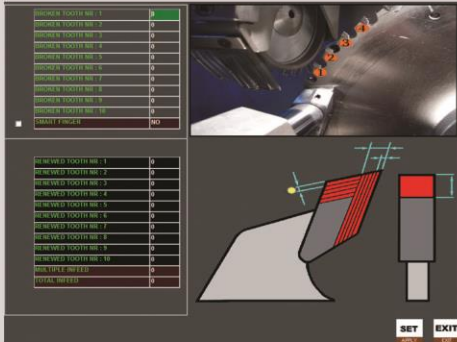 BROKEN TOOTH NR : 1 0
BROKEN TOOTH NR : 2 0
BROKEN TOOTH NR : 3 0
BROKEN TOOTH NR : 4 0
BROKEN TOOTH NR : 5 0
BROKEN TOOTH NR : 6 0
BROKEN TOOTH NR : 7 0
BROKEN TOOTH NR : 8 0
BROKEN TOOTH NR : 9 0
BROKEN TOOTH NR : 10 0
SMART FINGER NO
1
2
3
4
RENEWED TOOTH NR : 1 0
RENEWED TOOTH NR : 2 0
RENEWED TOOTH NR : 3 0
RENEWED TOOTH NR : 4 0
RENEWED TOOTH NR : 5 0
RENEWED TOOTH NR : 6 0
RENEWED TOOTH NR : 7 0
RENEWED TOOTH NR : 8 0
RENEWED TOOTH NR : 9 0
RENEWED TOOTH NR : 10 0
MULTIPLE INFEED 0
TOTAL INFEED 0
SET EXIT
APPLY EXIT